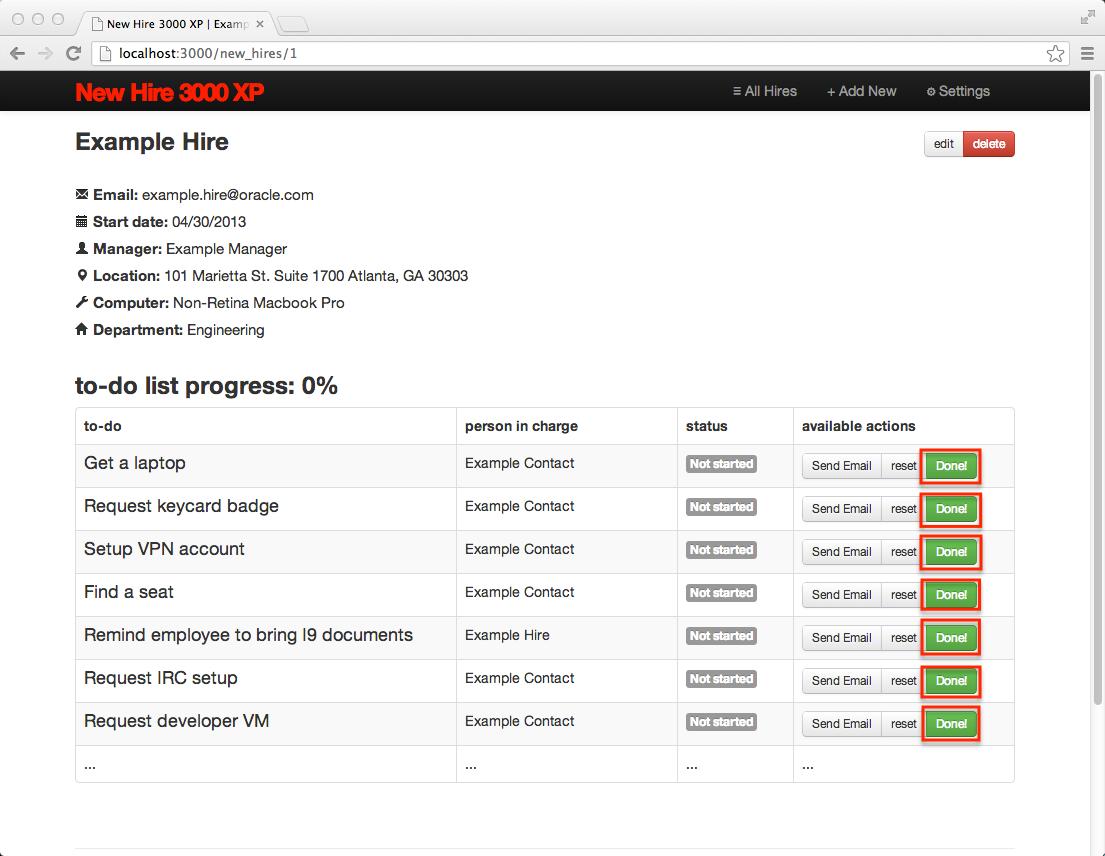 New Hire 3000 XP | Examp
localhost:3000/new_hires/1
New Hire 3000 XP
All Hires
+ Add New
Settings
Example Hire
edit delete
Email: example.hire@oracle.com
Start date: 04/30/2013
Manager: Example Manager
Location: 101 Marietta St. Suite 1700 Atlanta, GA 30303
Computer: Non-Retina Macbook Pro
Department: Engineering
to-do list progress: 0%
to-do person in charge status available actions
Get a laptop Example Contact Not started Send Email reset Done!
Request keycard badge Example Contact Not started Send Email reset Done!
Setup VPN account Example Contact Not started Send Email reset Done!
Find a seat Example Contact Not started Send Email reset Done!
Remind employee to bring I9 documents Example Hire Not started Send Email reset Done!
Request IRC setup Example Contact Not started Send Email reset Done!
Request developer VM Example Contact Not started Send Email reset Done!
... ... ... ...